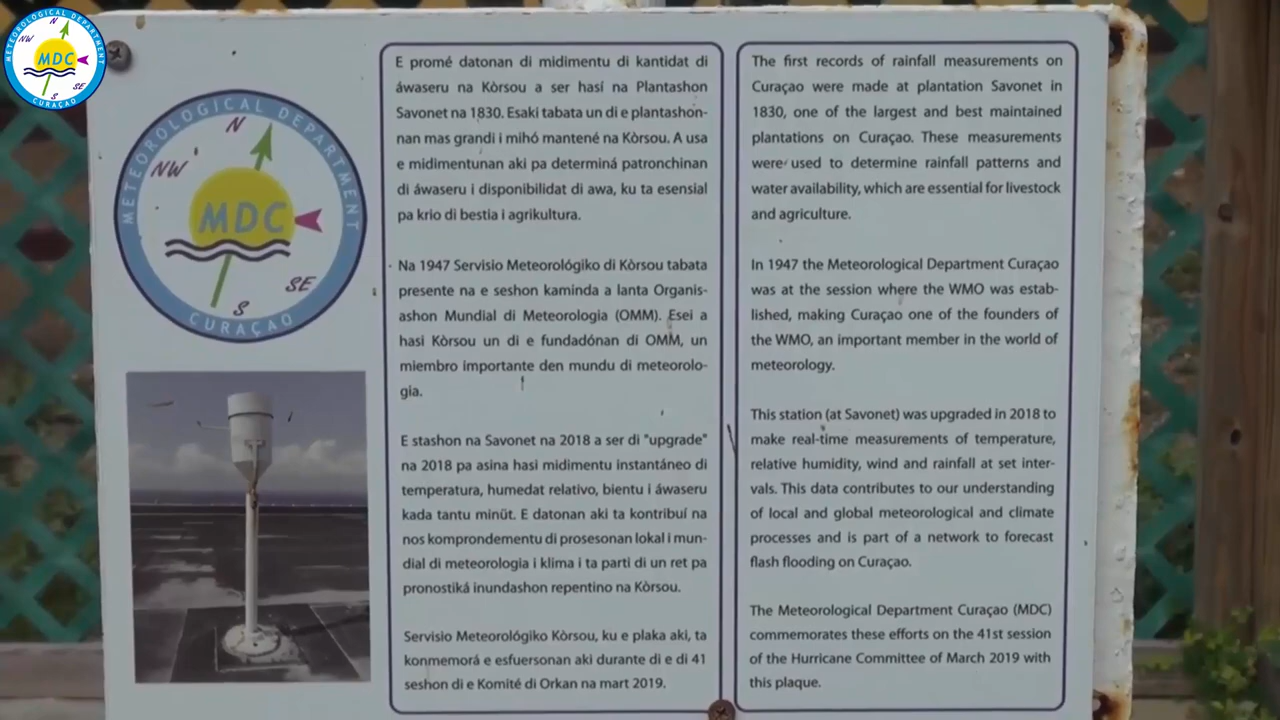 METEOROLOGICAL DEPARTMENT
N
NW
MDC
SE
S
CURAÇAO
METEOROLOGICAL DEPARTMENT
N
NW
MDC
SE
S
CURAÇAO
E promé datonan di midimentu di kantidat di
áwaseru na Kòrsou a ser hasí na Plantashon
Savonet na 1830. Esaki tabata un di e plantashon-
nan mas grandi i mihó mantené na Kòrsou. A usa
e midimentunan aki pa determiná patronchinan
di áwaseru i disponibilidat di awa, ku ta esensial
pa krio di bestia i agrikultura.
Na 1947 Servisio Meteorológiko di Kòrsou tabata
presente na e seshon kaminda a lanta Organis-
ashon Mundial di Meteorologia (OMM). Esei a
hasi Kòrsou un di e fundadónan di OMM, un
miembro importante den mundu di meteorolo-
gia.
E stashon na Savonet na 2018 a ser di "upgrade"
na 2018 pa asina hasi midimentu instantáneo di
temperatura, humedat relativo, bientu i áwaseru
kada tantu minüt. E datonan aki ta kontribuí na
nos komprondementu di prosesonan lokal i mun-
dial di meteorologia i klima i ta parti di un ret pa
pronostiká inundashon repentino na Kòrsou.
Servisio Meteorológiko Kòrsou, ku e plaka aki, ta
konmemorá e esfuersonan aki durante di e di 41
seshon di e Komité di Orkan na mart 2019.
The first records of rainfall measurements on
Curaçao were made at plantation Savonet in
1830, one of the largest and best maintained
plantations on Curaçao. These measurements
were used to determine rainfall patterns and
water availability, which are essential for livestock
and agriculture.
In 1947 the Meteorological Department Curaçao
was at the session where the WMO was estab-
lished, making Curaçao one of the founders of
the WMO, an important member in the world of
meteorology.
This station (at Savonet) was upgraded in 2018 to
make real-time measurements of temperature,
relative humidity, wind and rainfall at set inter-
vals. This data contributes to our understanding
of local and global meteorological and climate
processes and is part of a network to forecast
flash flooding on Curaçao.
The Meteorological Department Curaçao (MDC)
commemorates these efforts on the 41st session
of the Hurricane Committee of March 2019 with
this plaque.